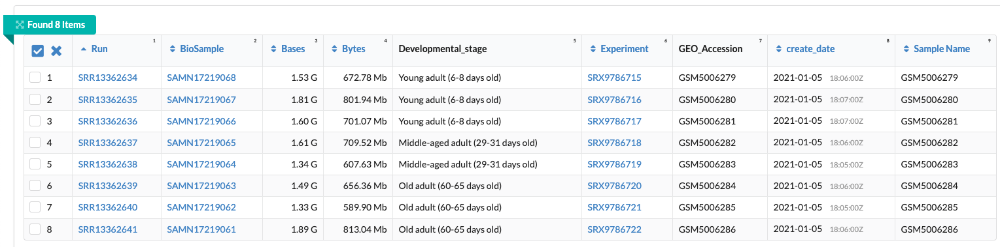 Found 8 Items
Run 1 BioSample 2 Bases 3 Bytes 4 Developmental_stage 5 Experiment 6 GEO_Accession 7 create_date 8 Sample Name 9
1 SRR13362634 SAMN17219068 1.53 G 672.78 Mb Young adult (6-8 days old) SRX9786715 GSM5006279 2021-01-05 18:06:00Z GSM5006279
2 SRR13362635 SAMN17219067 1.81 G 801.94 Mb Young adult (6-8 days old) SRX9786716 GSM5006280 2021-01-05 18:07:00Z GSM5006280
3 SRR13362636 SAMN17219066 1.60 G 701.07 Mb Young adult (6-8 days old) SRX9786717 GSM5006281 2021-01-05 18:07:00Z GSM5006281
4 SRR13362637 SAMN17219065 1.61 G 709.52 Mb Middle-aged adult (29-31 days old) SRX9786718 GSM5006282 2021-01-05 18:06:00Z GSM5006282
5 SRR13362638 SAMN17219064 1.34 G 607.63 Mb Middle-aged adult (29-31 days old) SRX9786719 GSM5006283 2021-01-05 18:05:00Z GSM5006283
6 SRR13362639 SAMN17219063 1.49 G 656.36 Mb Old adult (60-65 days old) SRX9786720 GSM5006284 2021-01-05 18:06:00Z GSM5006284
7 SRR13362640 SAMN17219062 1.33 G 589.90 Mb Old adult (60-65 days old) SRX9786721 GSM5006285 2021-01-05 18:05:00Z GSM5006285
8 SRR13362641 SAMN17219061 1.89 G 813.04 Mb Old adult (60-65 days old) SRX9786722 GSM5006286 2021-01-05 18:06:00Z GSM5006286